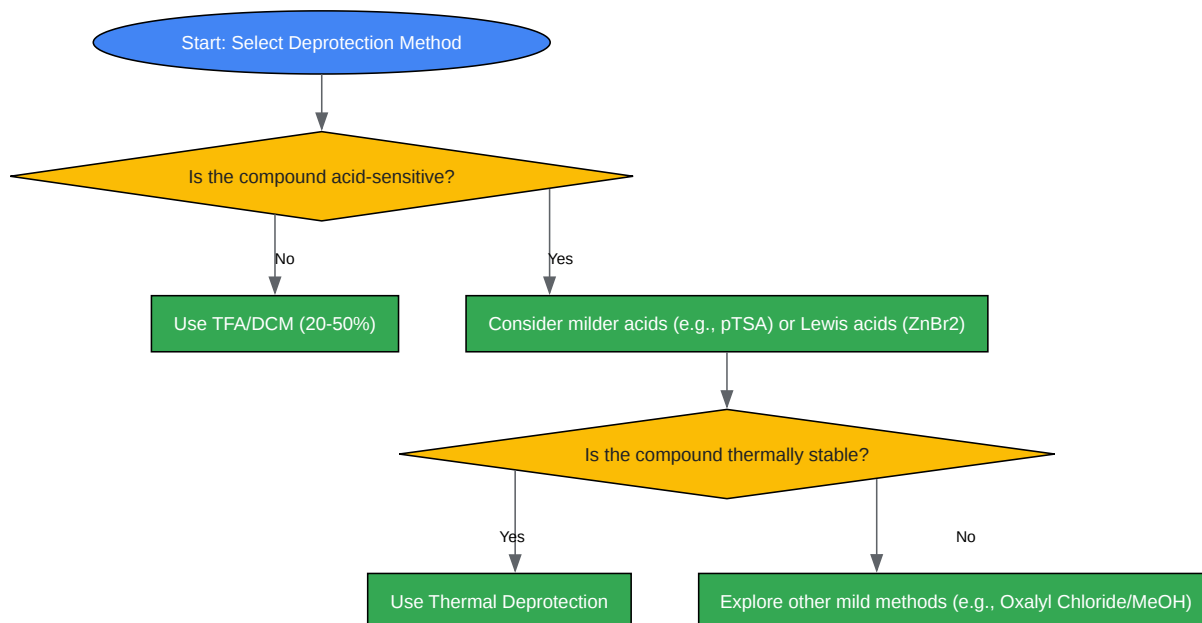 Start: Select Deprotection Method
Is the compound acid-sensitive?
No
Yes
Use TFA/DCM (20-50%)
Consider milder acids (e.g., pTSA) or Lewis acids (ZnBr2)
Is the compound thermally stable?
Yes
No
Use Thermal Deprotection
Explore other mild methods (e.g., Oxalyl Chloride/MeOH)